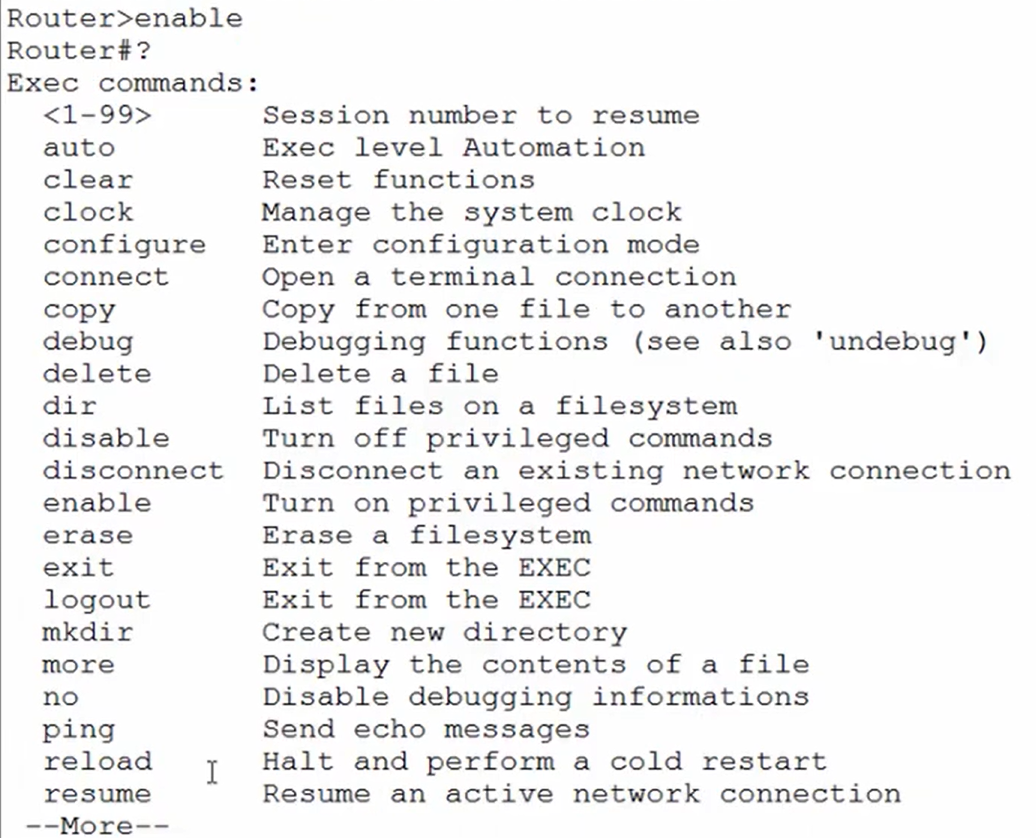 Router>enable
Router#?
Exec commands:
  <1-99>      Session number to resume
  auto        Exec level Automation
  clear       Reset functions
  clock       Manage the system clock
  configure   Enter configuration mode
  connect     Open a terminal connection
  copy        Copy from one file to another
  debug       Debugging functions (see also 'undebug')
  delete      Delete a file
  dir         List files on a filesystem
  disable     Turn off privileged commands
  disconnect  Disconnect an existing network connection
  enable      Turn on privileged commands
  erase       Erase a filesystem
  exit        Exit from the EXEC
  logout      Exit from the EXEC
  mkdir       Create new directory
  more        Display the contents of a file
  no          Disable debugging informations
  ping        Send echo messages
  reload      Halt and perform a cold restart
  resume      Resume an active network connection
 --More--